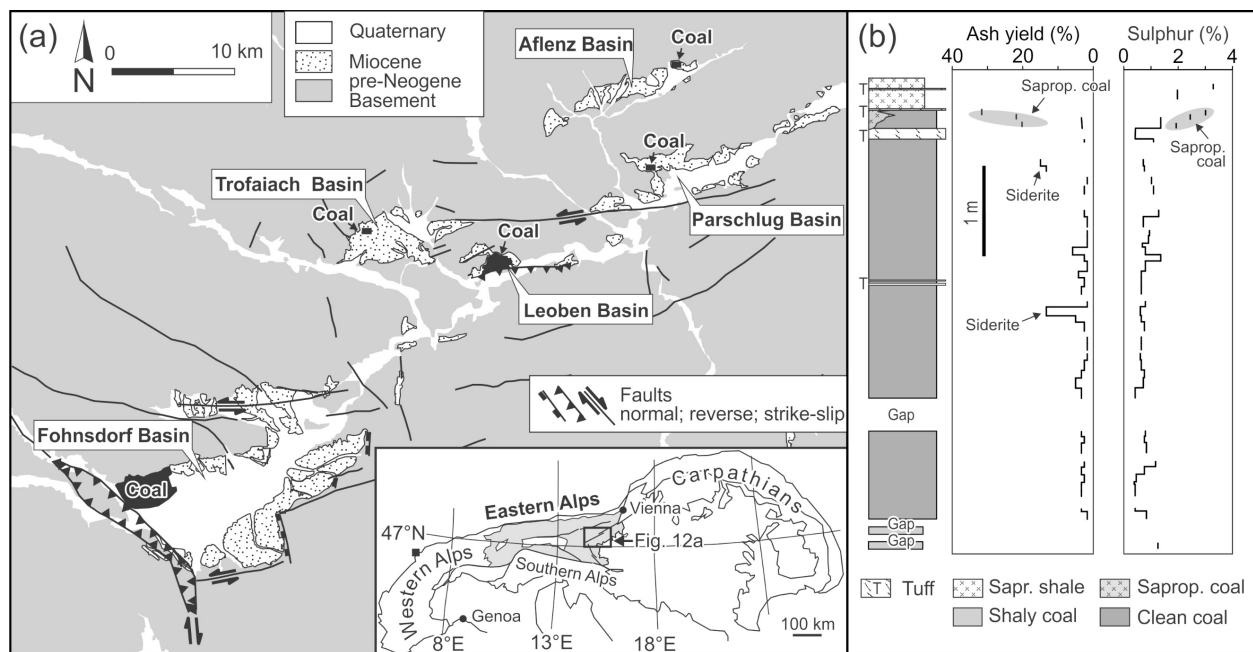 (a)
N
0
10 km
Quaternary
Miocene
pre-Neogene
Basement
Aflenz Basin
Coal
Trofaiach Basin
Coal
Coal
Parschlug Basin
Coal
Leoben Basin
Faults
normal; reverse; strike-slip
Fohnsdorf Basin
Coal
Carpathians
Eastern Alps
Vienna
47°N
Fig. 12a
Western Alps
Southern Alps
Genoa
8°E
13°E
18°E
100 km
(b)
Ash yield (%)
Sulphur (%)
40
20
0
0
2
4
T
T
T
T
Saprop. coal
Saprop.
coal
Siderite
1 m
Siderite
Gap
Gap
Gap
T
Tuff
Sapr. shale
Saprop. coal
Shaly coal
Clean coal